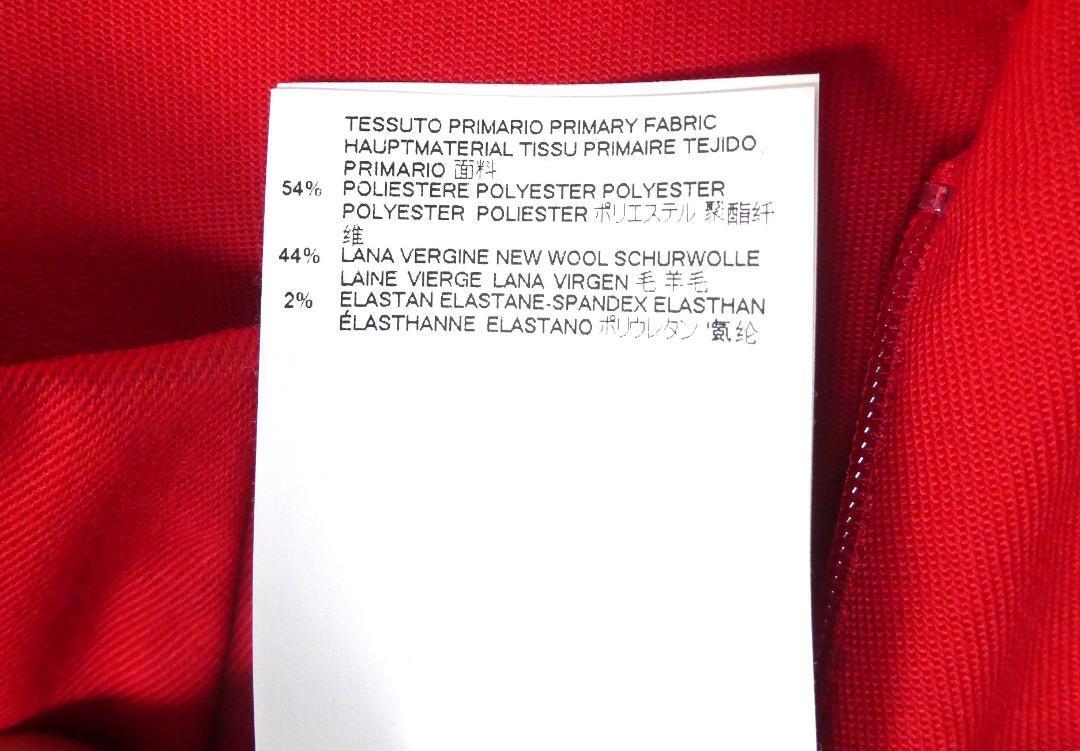 TESSUTO PRIMARIO PRIMARY FABRIC
HAUPTMATERIAL TISSU PRIMAIRE TEJIDO
PRIMARIO 面料
54% POLIESTERE POLYESTER POLYESTER
POLYESTER POLIESTER ポリエステル 聚酯纤
维
44% LANA VERGINE NEW WOOL SCHURWOLLE
LAINE VIERGE LANA VIRGEN 毛 羊毛
2% ELASTAN ELASTANE-SPANDEX ELASTHAN
ÉLASTHANNE ELASTANO ポリウレタン '氨纶